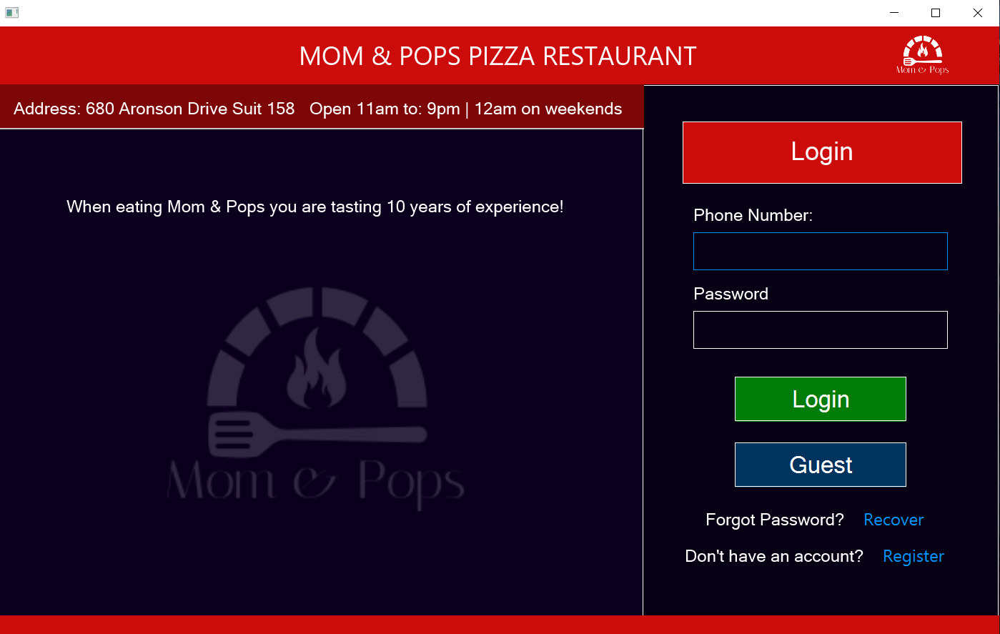 MOM & POPS PIZZA RESTAURANT
Mom & Pops
Address: 680 Aronson Drive Suit 158 Open 11am to: 9pm | 12am on weekends
When eating Mom & Pops you are tasting 10 years of experience!
Mom & Pops
Login
Phone Number:
Password
Login
Guest
Forgot Password? Recover
Don't have an account? Register